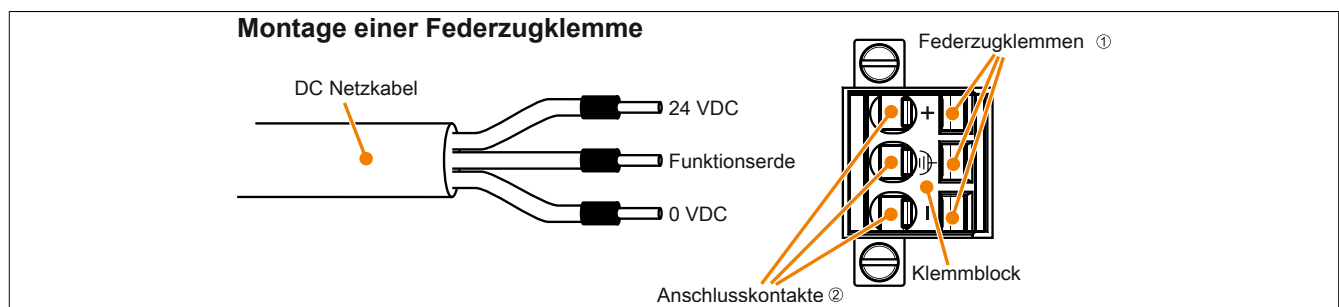 Montage einer Federzugklemme
Federzugklemmen ①
DC Netzkabel
24 VDC
+
Funktionserde
0 VDC
–
Klemmblock
Anschlusskontakte ②